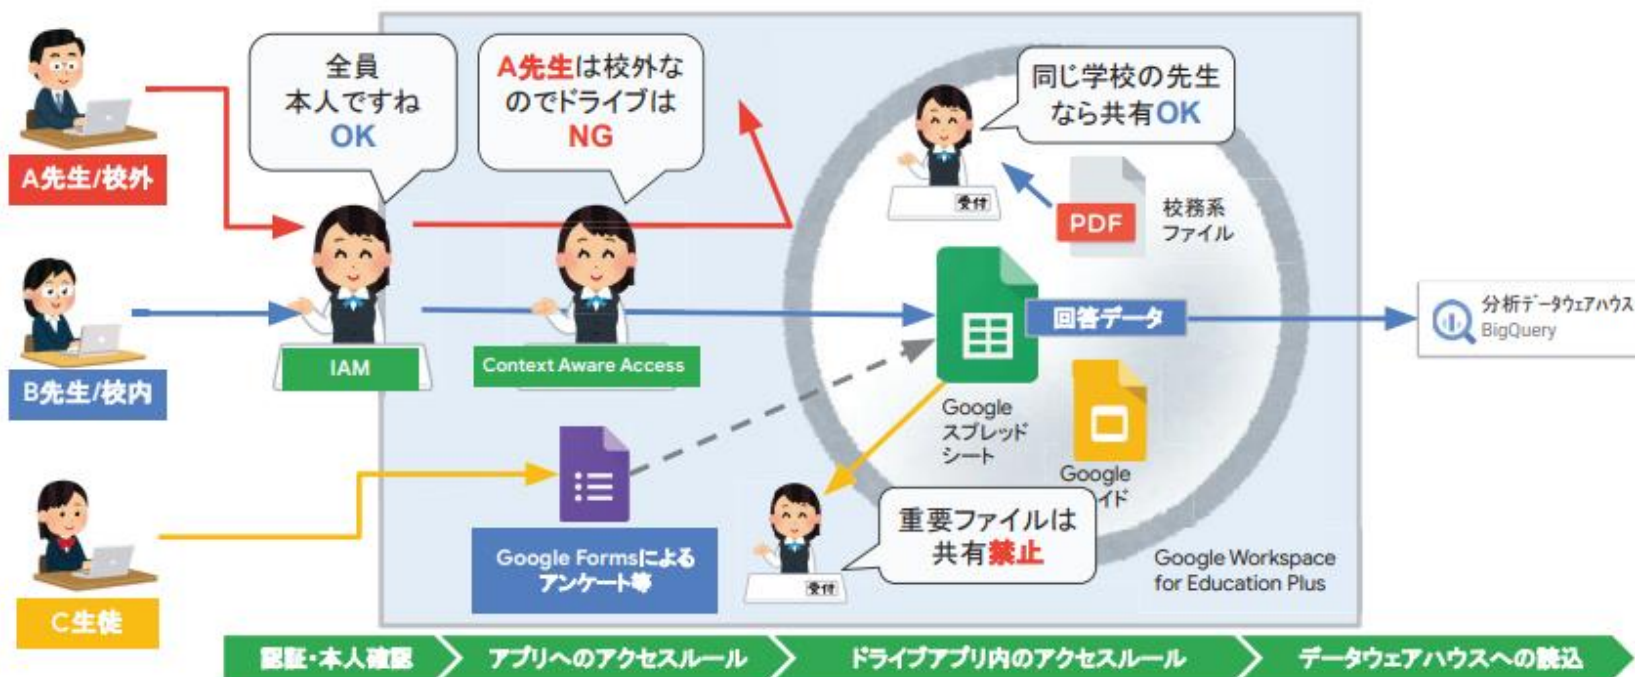 全員
本人ですね
OK
A先生は校外な
のでドライブは
NG
同じ学校の先生
なら共有OK
受付
PDF
校務系
ファイル
A先生/校外
B先生/校内
C生徒
IAM
Context Aware Access
回答データ
分析データウェアハウス
BigQuery
Google
スプレッド
シート
Google
イド
Google Formsによる
アンケート等
重要ファイルは
共有禁止
受付
Google Workspace
for Education Plus
認証・本人確認
アプリへのアクセスルール
ドライブアプリ内のアクセスルール
データウェアハウスへの読込